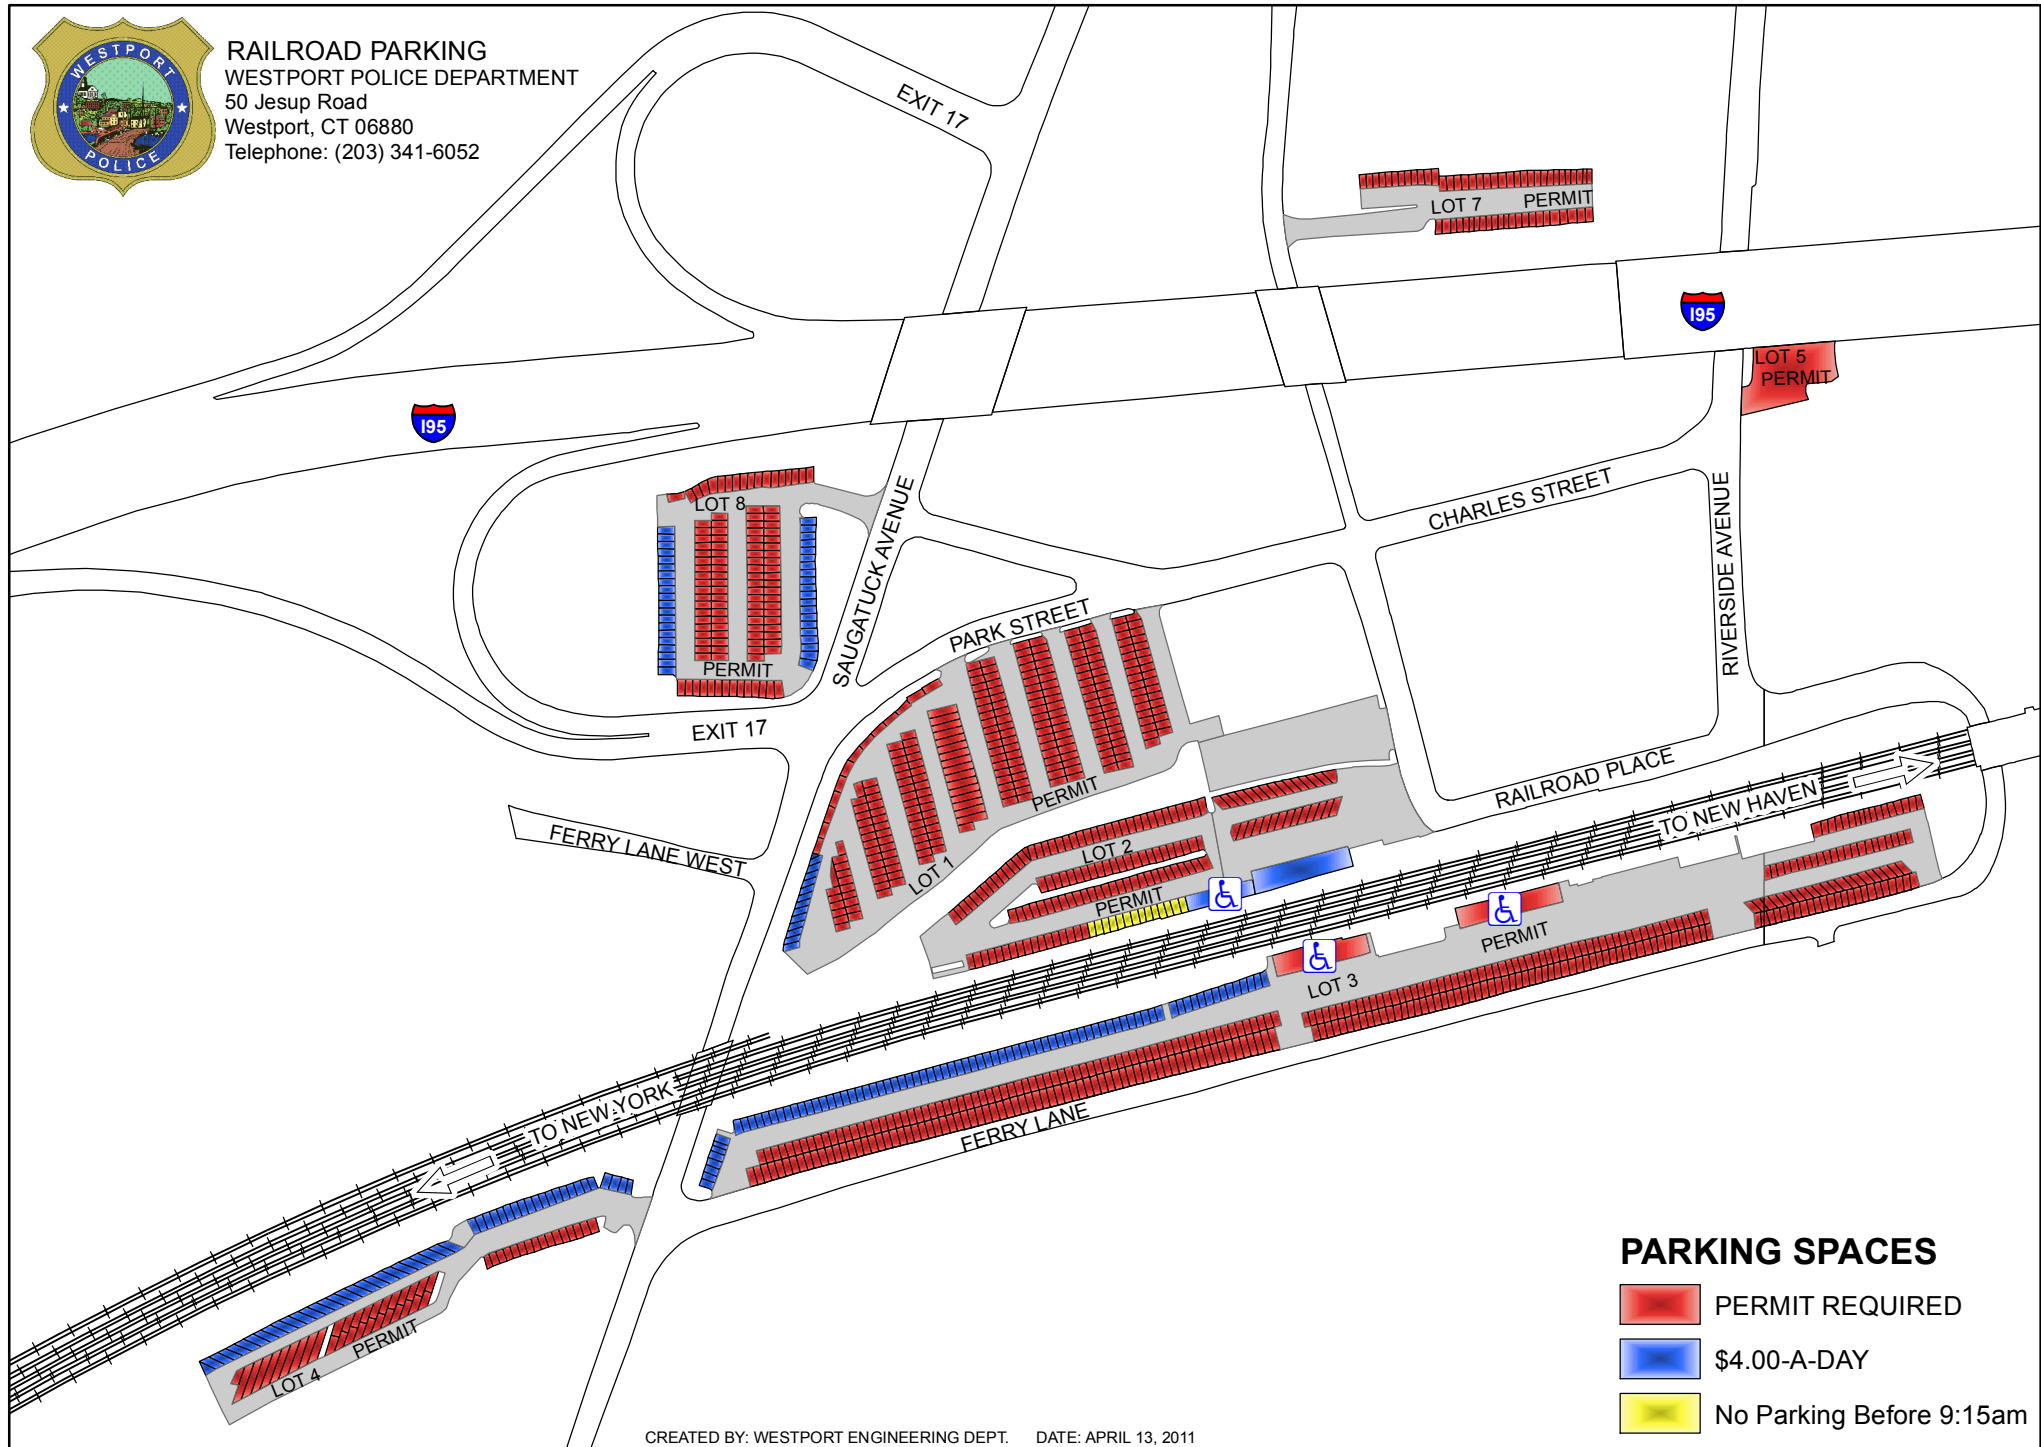 WESTPORT
POLICE
RAILROAD PARKING
WESTPORT POLICE DEPARTMENT
50 Jesup Road
Westport, CT 06880
Telephone: (203) 341-6052
EXIT 17
LOT 7 PERMIT
I95
LOT 5
PERMIT
I95
LOT 8
PERMIT
SAUGATUCK AVENUE
CHARLES STREET
RIVERSIDE AVENUE
PARK STREET
EXIT 17
FERRY LANE WEST
PERMIT
LOT 1
LOT 2
PERMIT
RAILROAD PLACE
TO NEW HAVEN
PERMIT
LOT 3
TO NEW YORK
FERRY LANE
PERMIT
LOT 4
PARKING SPACES
PERMIT REQUIRED
$4.00-A-DAY
No Parking Before 9:15am
CREATED BY: WESTPORT ENGINEERING DEPT. DATE: APRIL 13, 2011